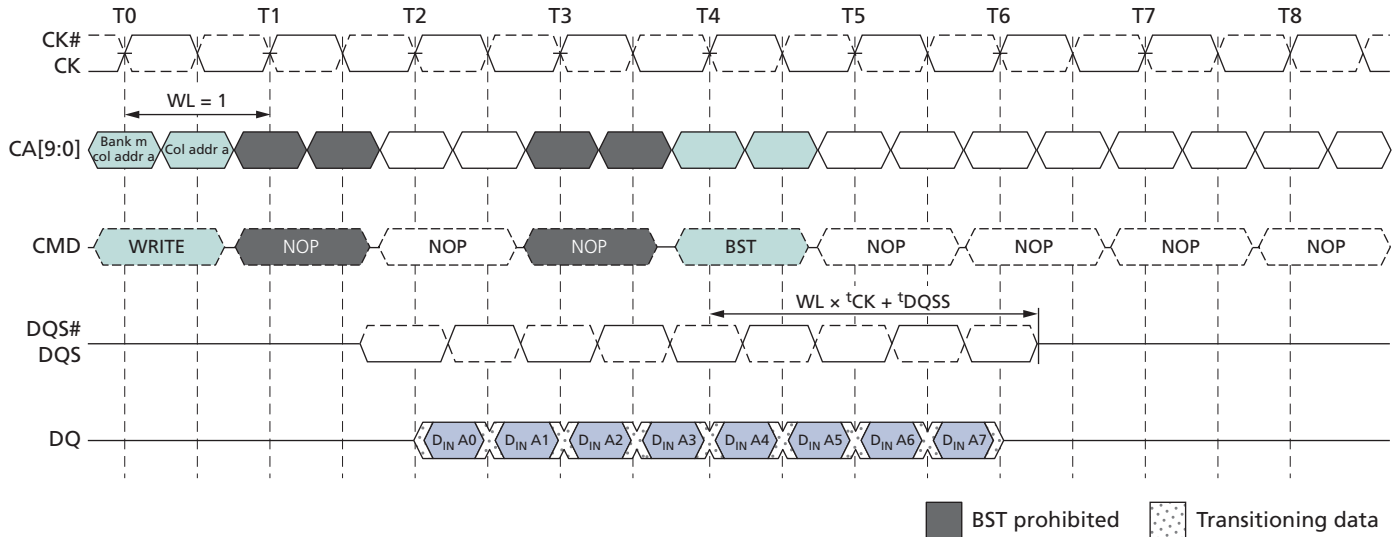 T0 T1 T2 T3 T4 T5 T6 T7 T8
CK#
CK
WL = 1
CA[9:0]
Bank m
col addr a
Col addr a
CMD
WRITE NOP NOP NOP BST NOP NOP NOP NOP
WL × tCK + tDQSS
DQS#
DQS
DQ
DIN A0 DIN A1 DIN A2 DIN A3 DIN A4 DIN A5 DIN A6 DIN A7
BST prohibited Transitioning data